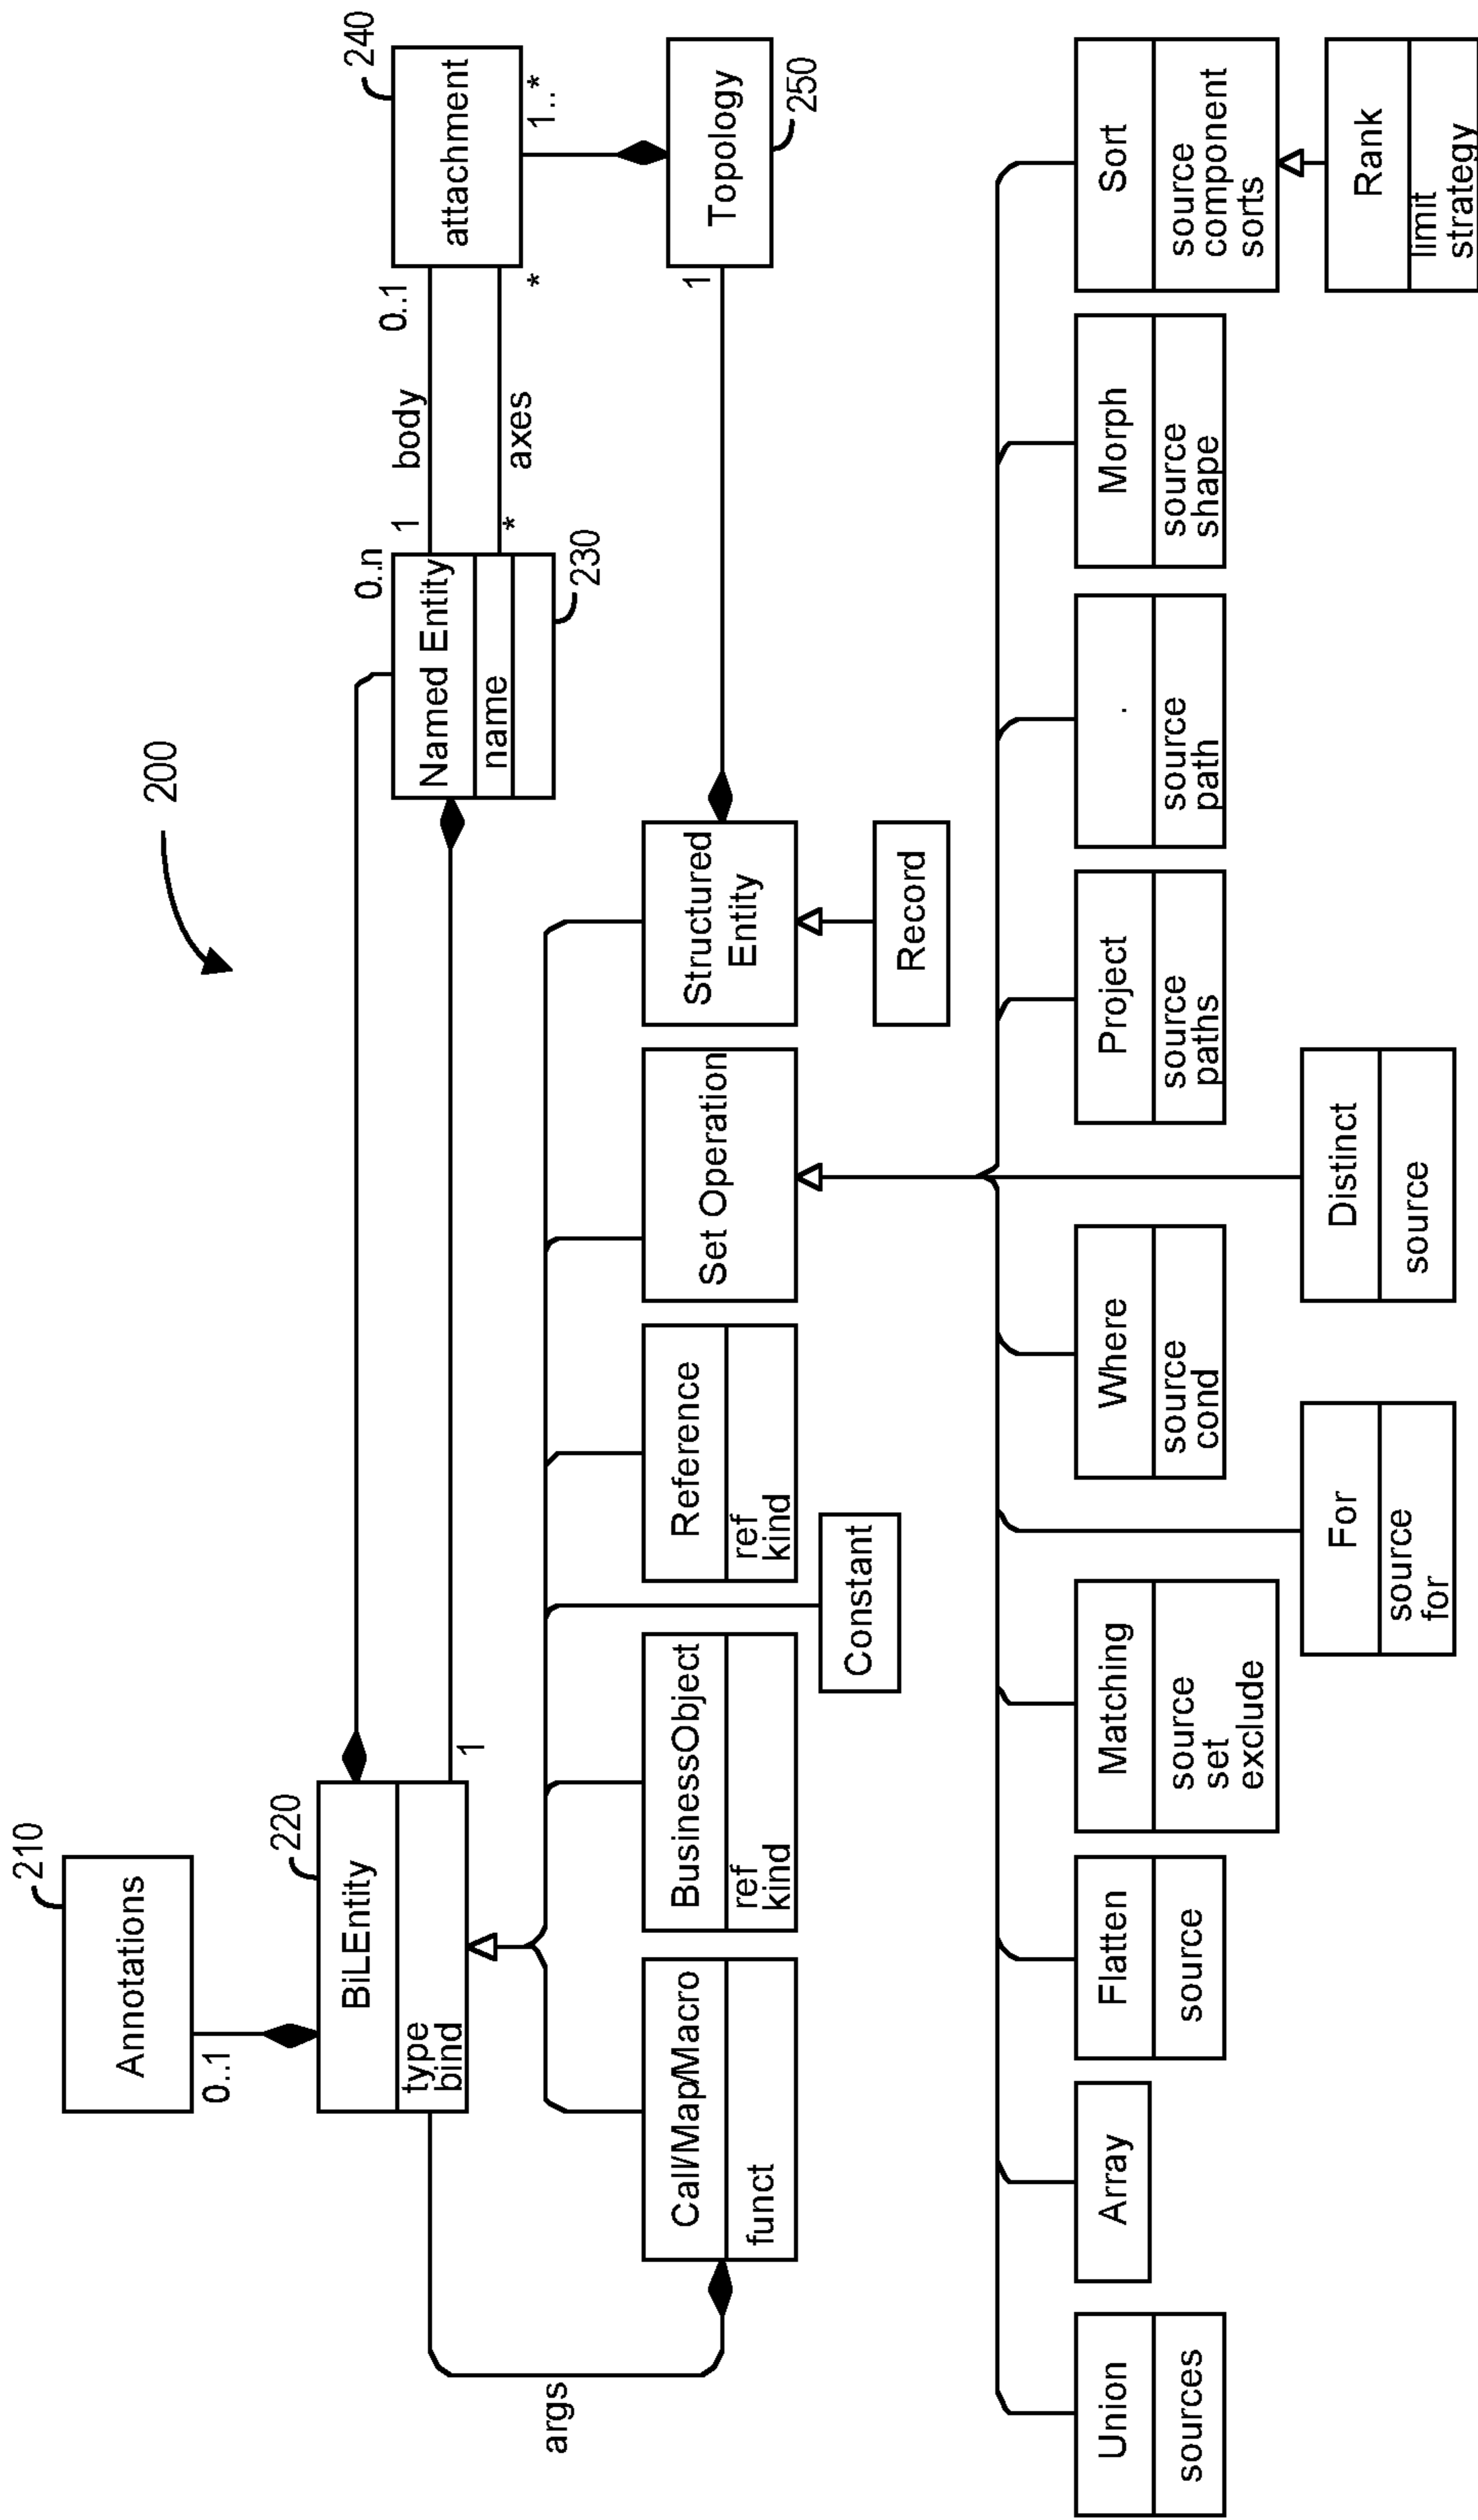 200
210
Annotations
0..1
220
BiLEntity
type
bind
1
0..n
Named Entity
name
230
1
body
0..1
*
axes
*
240
attachment
1..*
Topology
250
1
args
Call/Map/Macro
funct
BusinessObject
ref
kind
Constant
Reference
ref
kind
Set Operation
Structured
Entity
Record
Union
sources
Array
Flatten
source
Matching
source
set
exclude
For
source
for
Where
source
cond
Distinct
source
Project
source
paths
.
source
path
Morph
source
shape
Sort
source
component
sorts
Rank
limit
strategy